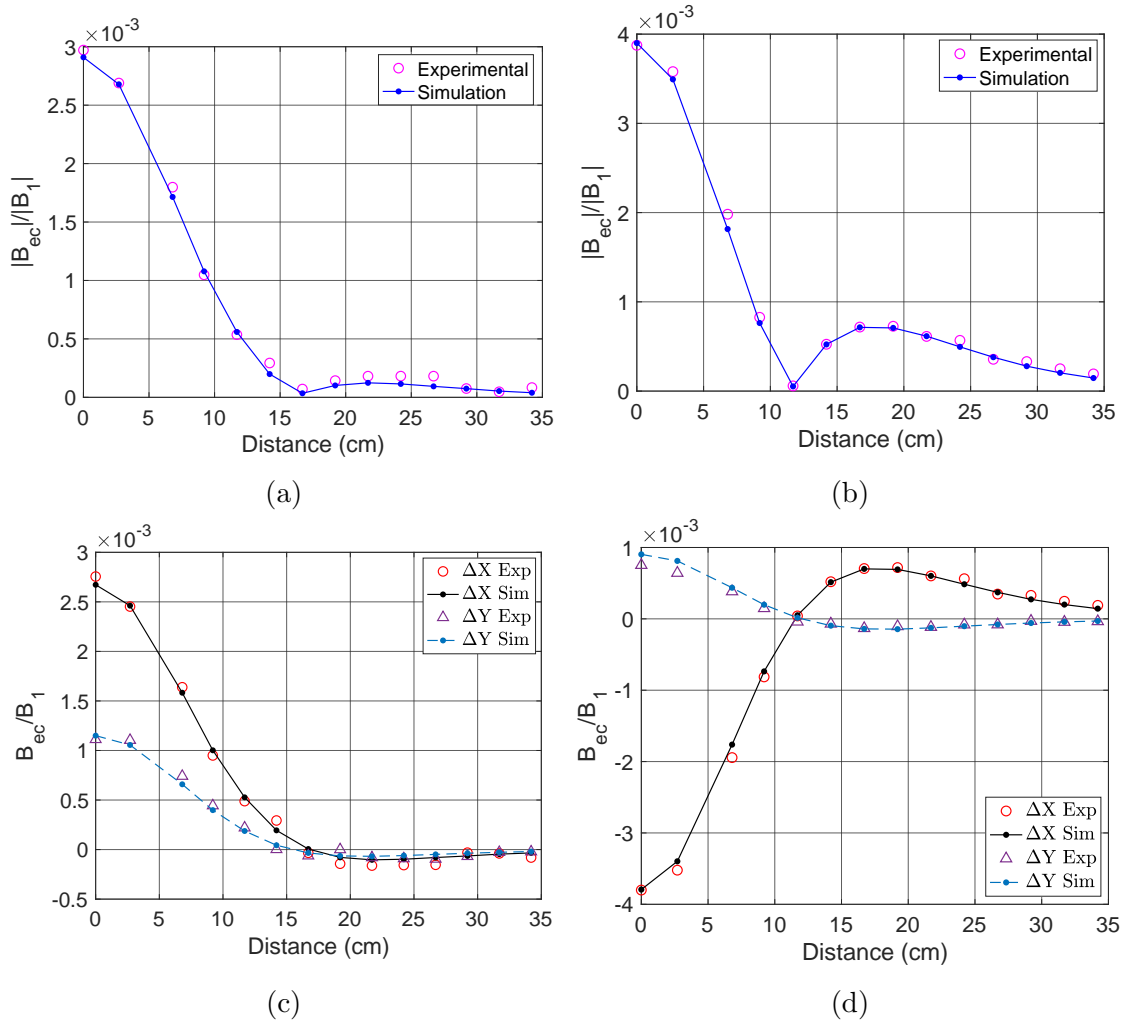 ×10⁻³
3
2.5
2
1.5
1
0.5
0
|B_ec|/|B_1|
Experimental
Simulation
0 5 10 15 20 25 30 35
Distance (cm)
(a)
×10⁻³
4
3
2
1
0
|B_ec|/|B_1|
Experimental
Simulation
0 5 10 15 20 25 30 35
Distance (cm)
(b)
×10⁻³
3
2.5
2
1.5
1
0.5
0
-0.5
B_ec/B_1
ΔX Exp
ΔX Sim
ΔY Exp
ΔY Sim
0 5 10 15 20 25 30 35
Distance (cm)
(c)
×10⁻³
1
0
-1
-2
-3
-4
B_ec/B_1
ΔX Exp
ΔX Sim
ΔY Exp
ΔY Sim
0 5 10 15 20 25 30 35
Distance (cm)
(d)